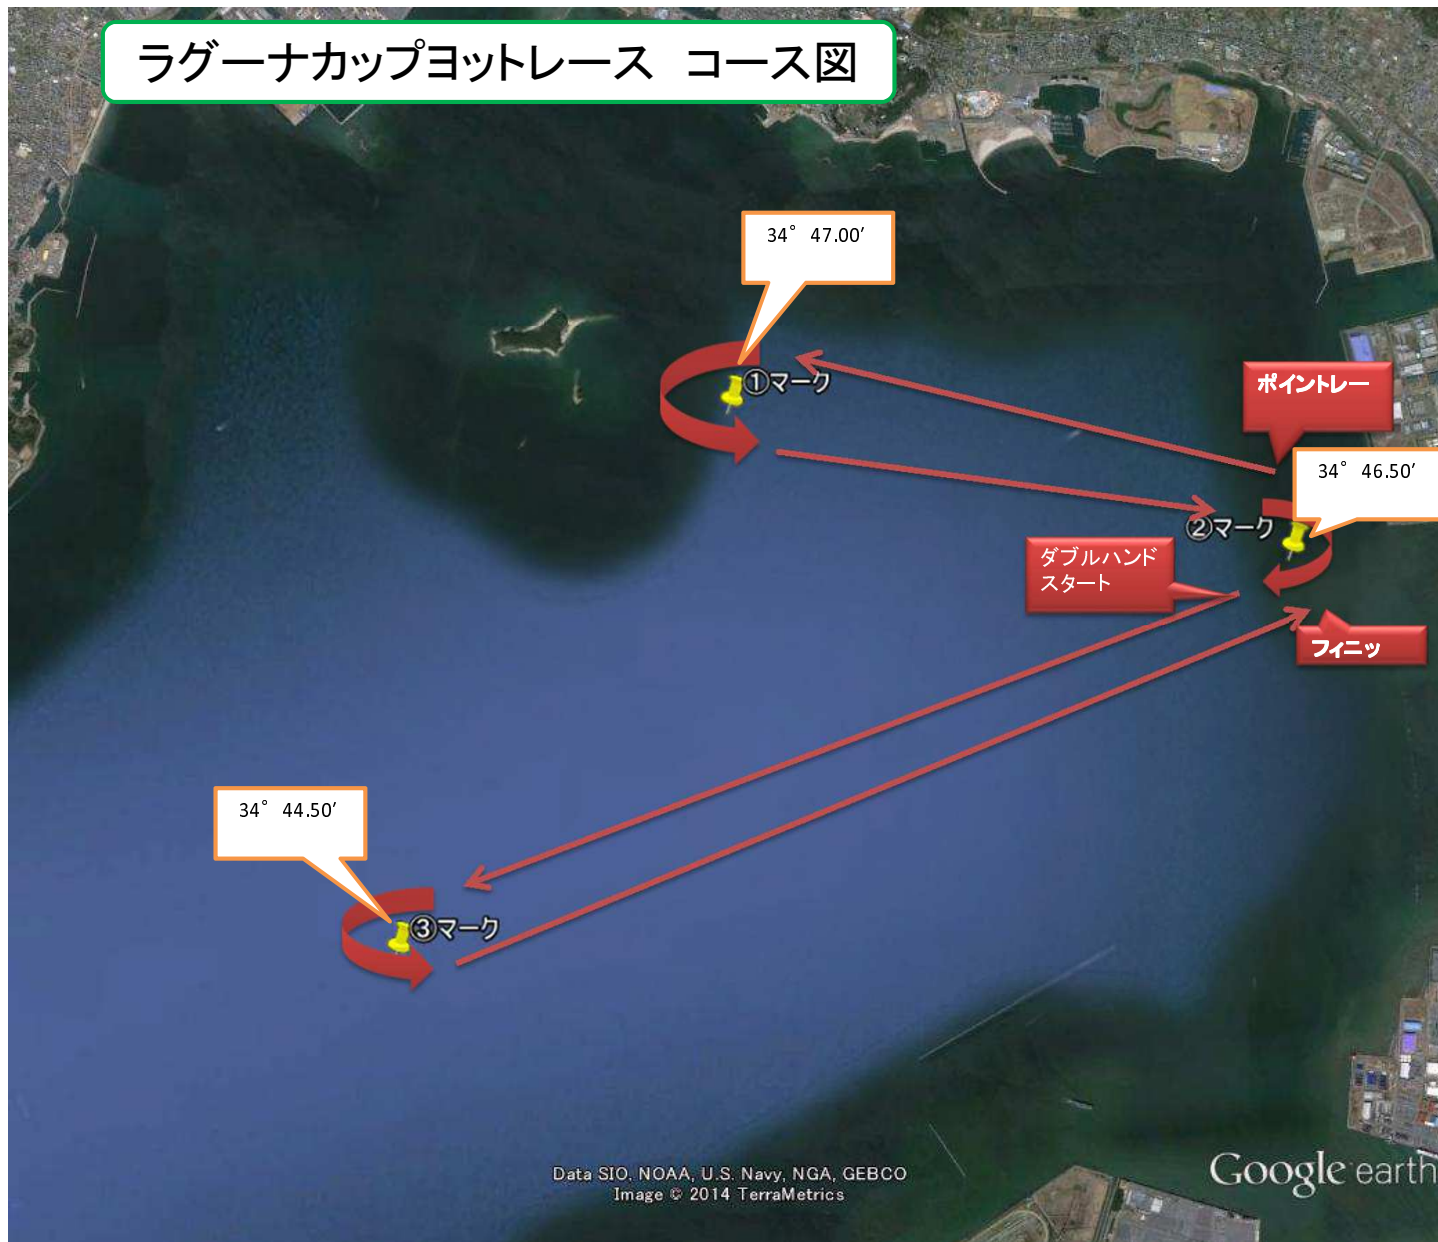 ラグーナカップヨットレース　コース図
34° 47.00′
①マーク
ポイントレー
34° 46.50′
②マーク
ダブルハンド
スタート
フィニッ
34° 44.50′
③マーク
Data SIO, NOAA, U.S. Navy, NGA, GEBCO
Image © 2014 TerraMetrics
Google earth